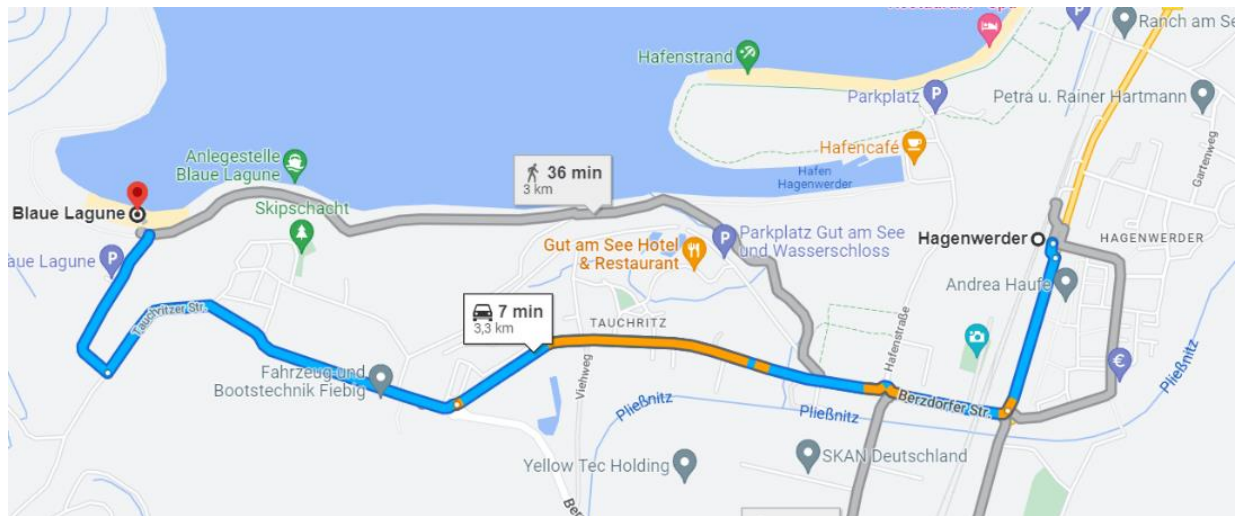 Ranch am Se
Hafenstrand
Parkplatz
Petra u. Rainer Hartmann
Gartenweg
Anlegestelle
Blaue Lagune
Hafencafé
Hafen
Hagenwerder
36 min
3 km
Skipschacht
Blaue Lagune
aue Lagune
Gut am See Hotel
& Restaurant
Parkplatz Gut am See
und Wasserschloss
Hagenwerder
HAGENWERDER
Andrea Haufe
Tauchritzer Str.
7 min
3,3 km
TAUCHRITZ
Hafenstraße
Viehweg
Fahrzeug und
Bootstechnik Fiebig
Pließnitz
Berzdorfer Str.
Pließnitz
Pließnitz
Yellow Tec Holding
SKAN Deutschland
Ber